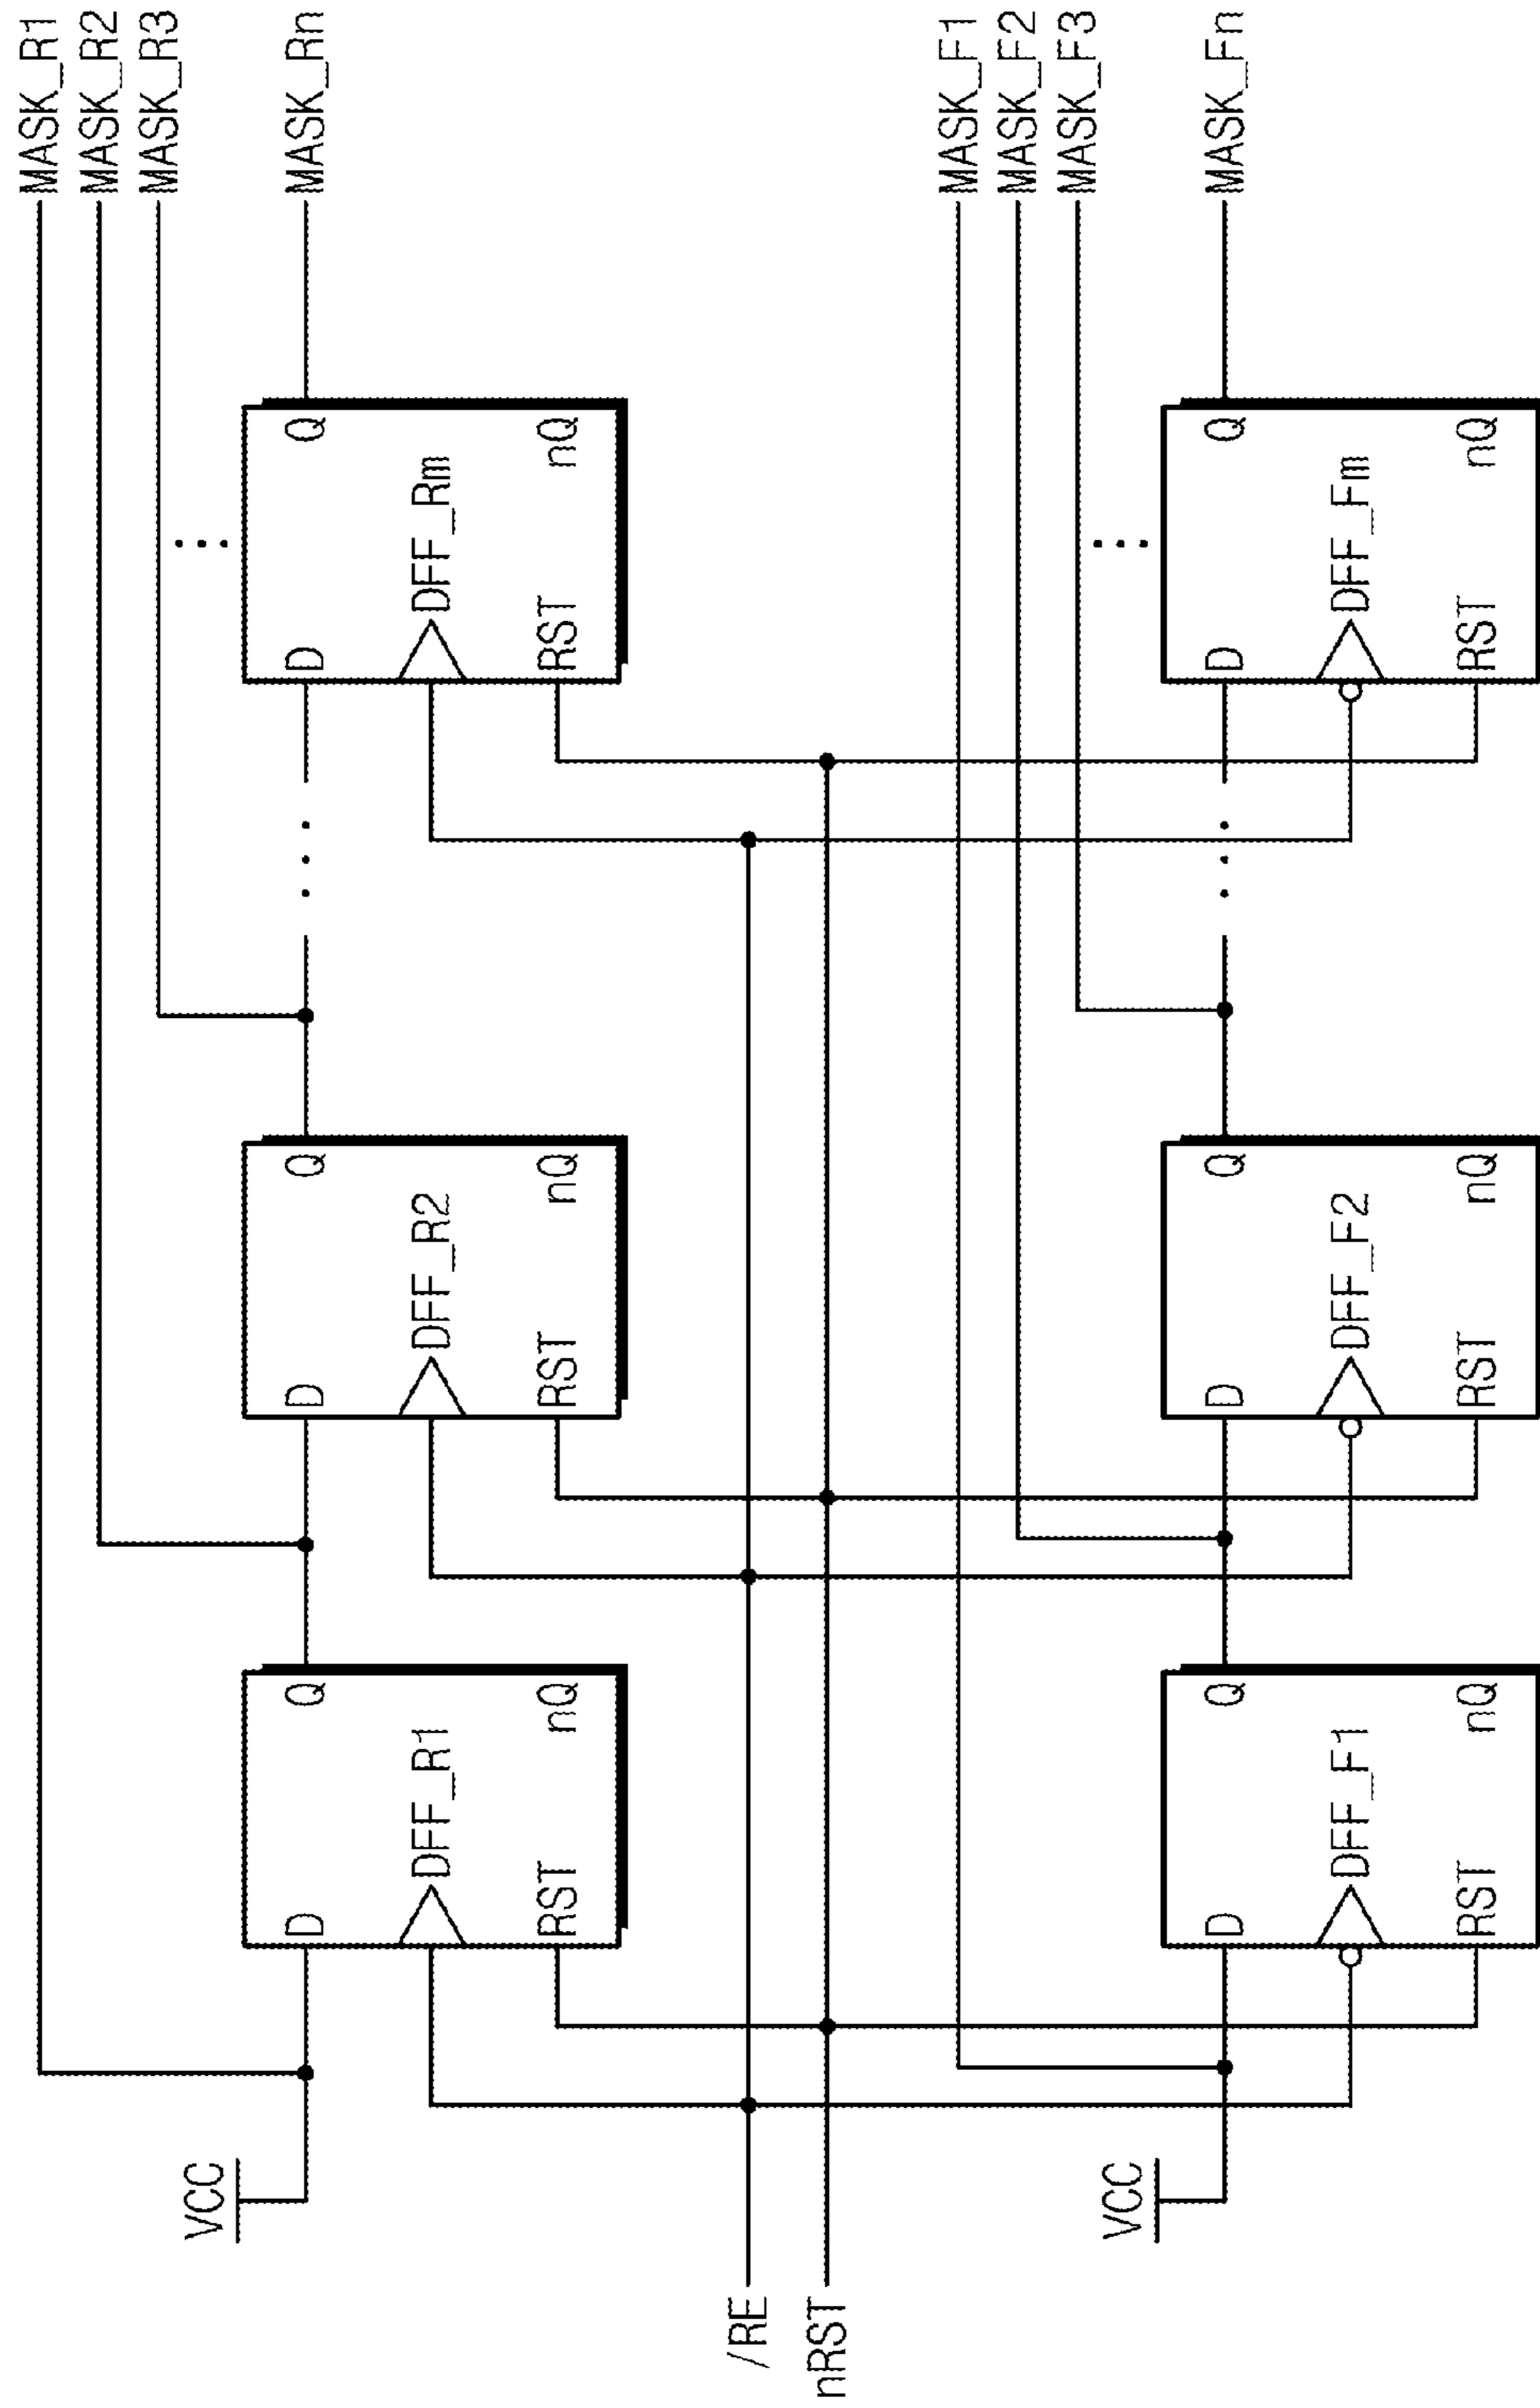 MASK_R1
MASK_R2
MASK_R3
MASK_Rn
VCC
D
Q
DFF_R1
RST
nQ
D
Q
DFF_R2
RST
nQ
D
Q
DFF_Rm
RST
nQ
/RE
nRST
MASK_F1
MASK_F2
MASK_F3
MASK_Fn
VCC
D
Q
DFF_F1
RST
nQ
D
Q
DFF_F2
RST
nQ
D
Q
DFF_Fm
RST
nQ